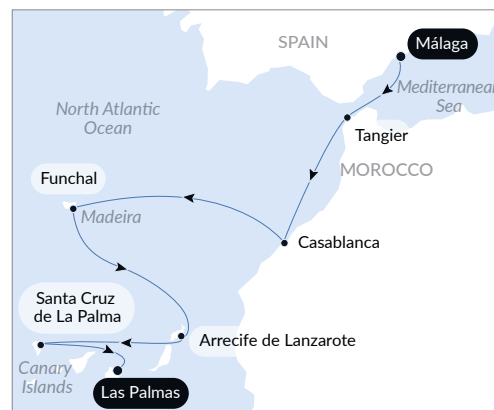 SPAIN
Málaga
Mediterranean
Sea
North Atlantic
Ocean
Tangier
MOROCCO
Funchal
Madeira
Casablanca
Santa Cruz
de La Palma
Arrecife de Lanzarote
Canary
Islands
Las Palmas